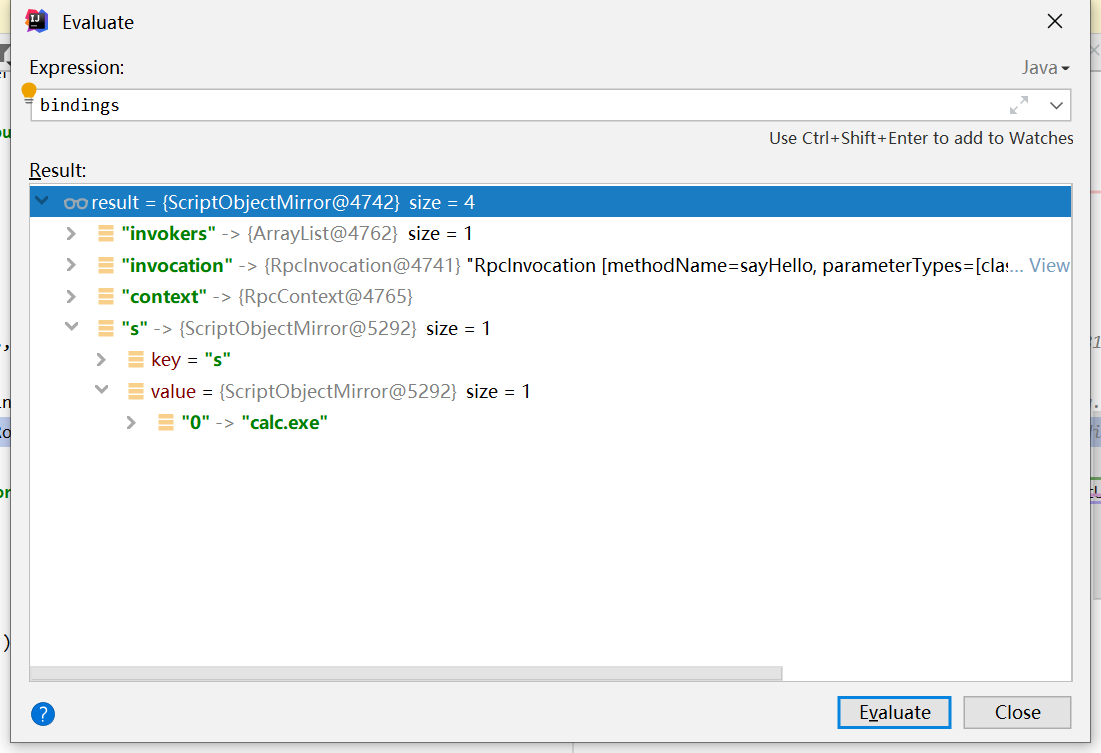 Evaluate
Expression:
Java
bindings
Use Ctrl+Shift+Enter to add to Watches
Result:
result = {ScriptObjectMirror@4742} size = 4
"invokers" -> {ArrayList@4762} size = 1
"invocation" -> {RpcInvocation@4741} "RpcInvocation [methodName=sayHello, parameterTypes=[clas... View
"context" -> {RpcContext@4765}
"s" -> {ScriptObjectMirror@5292} size = 1
key = "s"
value = {ScriptObjectMirror@5292} size = 1
"0" -> "calc.exe"
?
Evaluate
Close